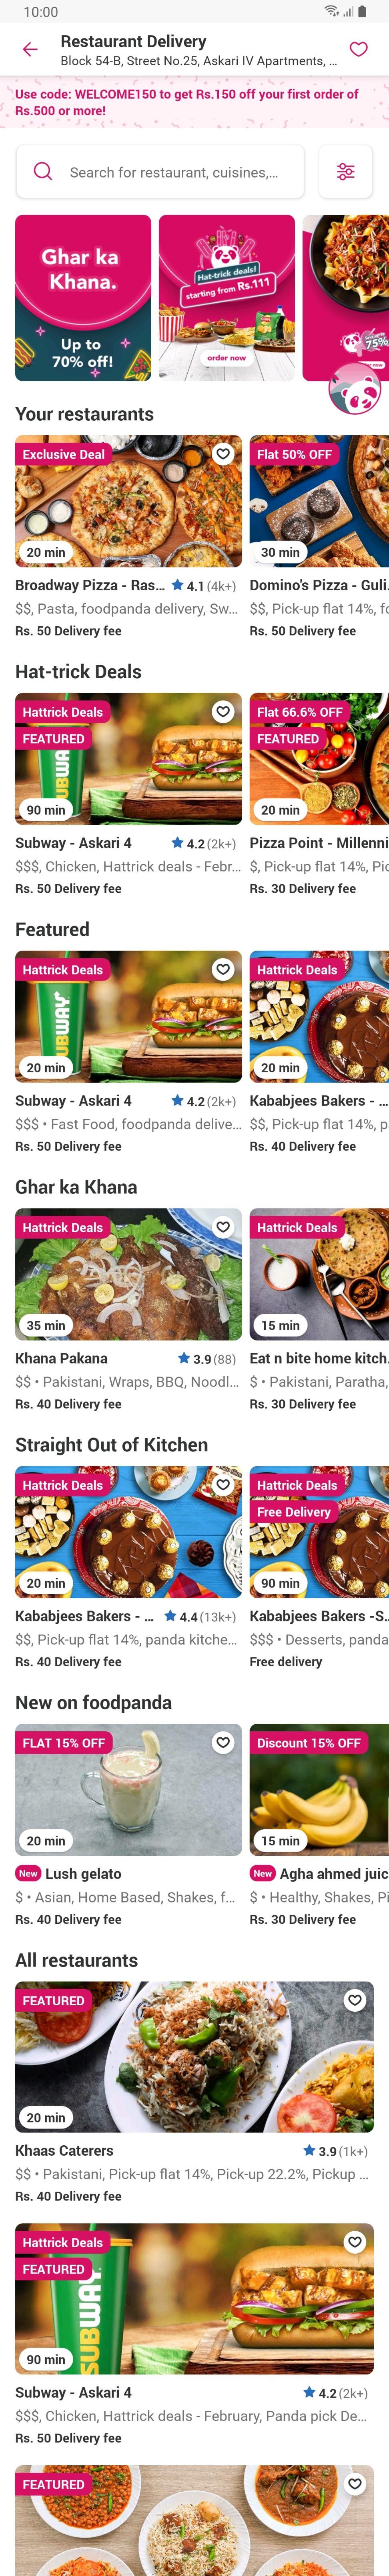 10:00
Restaurant Delivery
Block 54-B, Street No.25, Askari IV Apartments, ...
Use code: WELCOME150 to get Rs.150 off your first order of
Rs.500 or more!
Search for restaurant, cuisines,...
Ghar ka
Khana.
Up to
70% off!
Hat-trick deals!
starting from Rs.111
order now
75%
Your restaurants
Exclusive Deal
20 min
Broadway Pizza - Ras... 4.1 (4k+)
$$, Pasta, foodpanda delivery, Sw...
Rs. 50 Delivery fee
Flat 50% OFF
30 min
Domino's Pizza - Guli
$$, Pick-up flat 14%, fo
Rs. 50 Delivery fee
Hat-trick Deals
Hattrick Deals
FEATURED
90 min
Subway - Askari 4 4.2 (2k+)
$$$, Chicken, Hattrick deals - Febr...
Rs. 50 Delivery fee
Flat 66.6% OFF
FEATURED
20 min
Pizza Point - Millenni
$, Pick-up flat 14%, Pic
Rs. 30 Delivery fee
Featured
Hattrick Deals
UBWAY
20 min
Subway - Askari 4 4.2 (2k+)
$$$ • Fast Food, foodpanda delive...
Rs. 50 Delivery fee
Hattrick Deals
20 min
Kababjees Bakers - ...
$$, Pick-up flat 14%, p
Rs. 40 Delivery fee
Ghar ka Khana
Hattrick Deals
35 min
Khana Pakana 3.9 (88)
$$ • Pakistani, Wraps, BBQ, Noodl...
Rs. 40 Delivery fee
Hattrick Deals
15 min
Eat n bite home kitch
$ • Pakistani, Paratha,
Rs. 30 Delivery fee
Straight Out of Kitchen
Hattrick Deals
20 min
Kababjees Bakers - ... 4.4 (13k+)
$$, Pick-up flat 14%, panda kitche...
Rs. 40 Delivery fee
Hattrick Deals
Free Delivery
90 min
Kababjees Bakers -S
$$$ • Desserts, panda
Free delivery
New on foodpanda
FLAT 15% OFF
20 min
New Lush gelato
$ • Asian, Home Based, Shakes, f...
Rs. 40 Delivery fee
Discount 15% OFF
15 min
New Agha ahmed juic
$ • Healthy, Shakes, Pi
Rs. 30 Delivery fee
All restaurants
FEATURED
20 min
Khaas Caterers 3.9 (1k+)
$$ • Pakistani, Pick-up flat 14%, Pick-up 22.2%, Pickup ...
Rs. 40 Delivery fee
Hattrick Deals
FEATURED
SUBWAY
90 min
Subway - Askari 4 4.2 (2k+)
$$$, Chicken, Hattrick deals - February, Panda pick De...
Rs. 50 Delivery fee
FEATURED